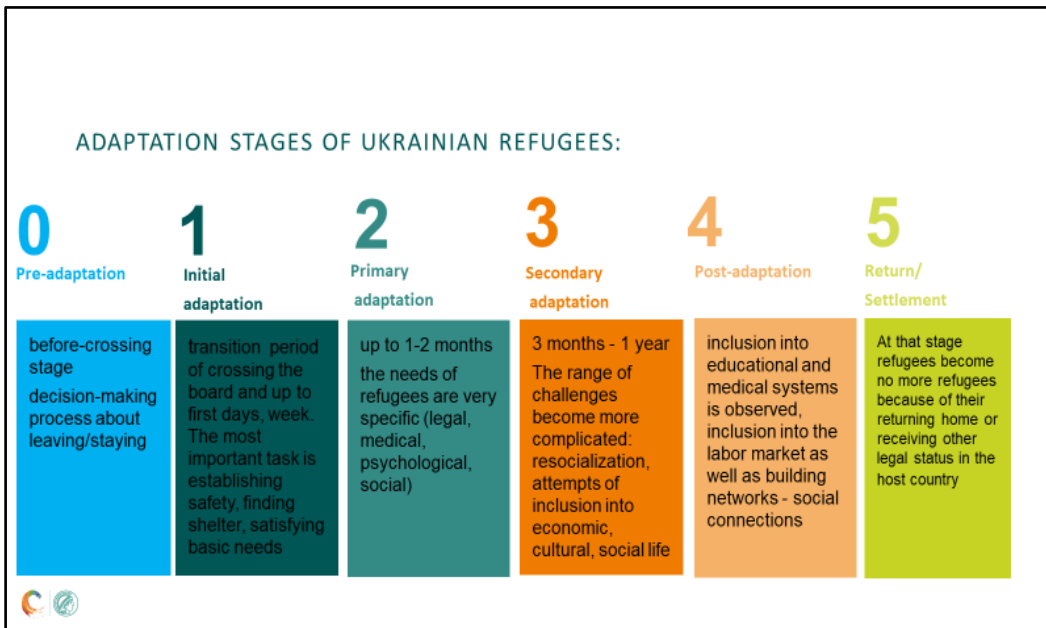 ADAPTATION STAGES OF UKRAINIAN REFUGEES:
0
Pre-adaptation
before-crossing
stage
decision-making
process about
leaving/staying
1
Initial
adaptation
transition period
of crossing the
board and up to
first days, week.
The most
important task is
establishing
safety, finding
shelter, satisfying
basic needs
2
Primary
adaptation
up to 1-2 months
the needs of
refugees are very
specific (legal,
medical,
psychological,
social)
3
Secondary
adaptation
3 months - 1 year
The range of
challenges
become more
complicated:
resocialization,
attempts of
inclusion into
economic,
cultural, social life
4
Post-adaptation
inclusion into
educational and
medical systems
is observed,
inclusion into the
labor market as
well as building
networks - social
connections
5
Return/
Settlement
At that stage
refugees become
no more refugees
because of their
returning home or
receiving other
legal status in the
host country